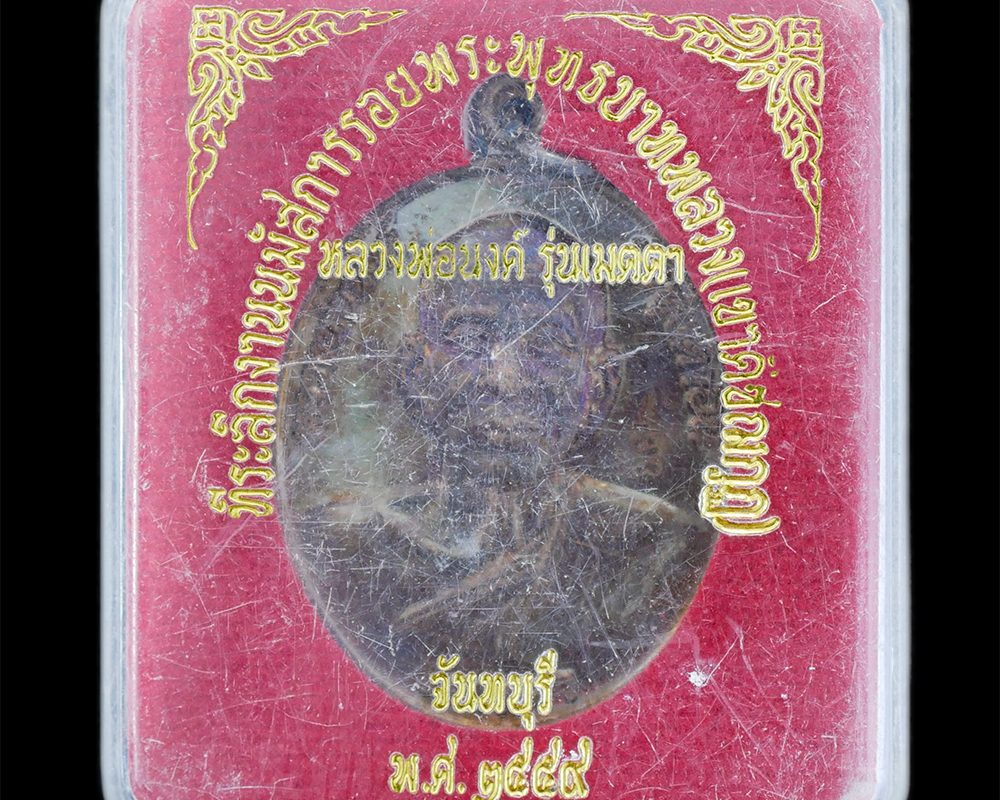 ที่ระลึกงานนมัสการรอยพระพุทธบาทพลวง(เขาคิชฌกูฏ)
หลวงพ่อนงค์ รุ่นเมตตา
จันทบุรี
พ.ศ. ๒๕๕๙